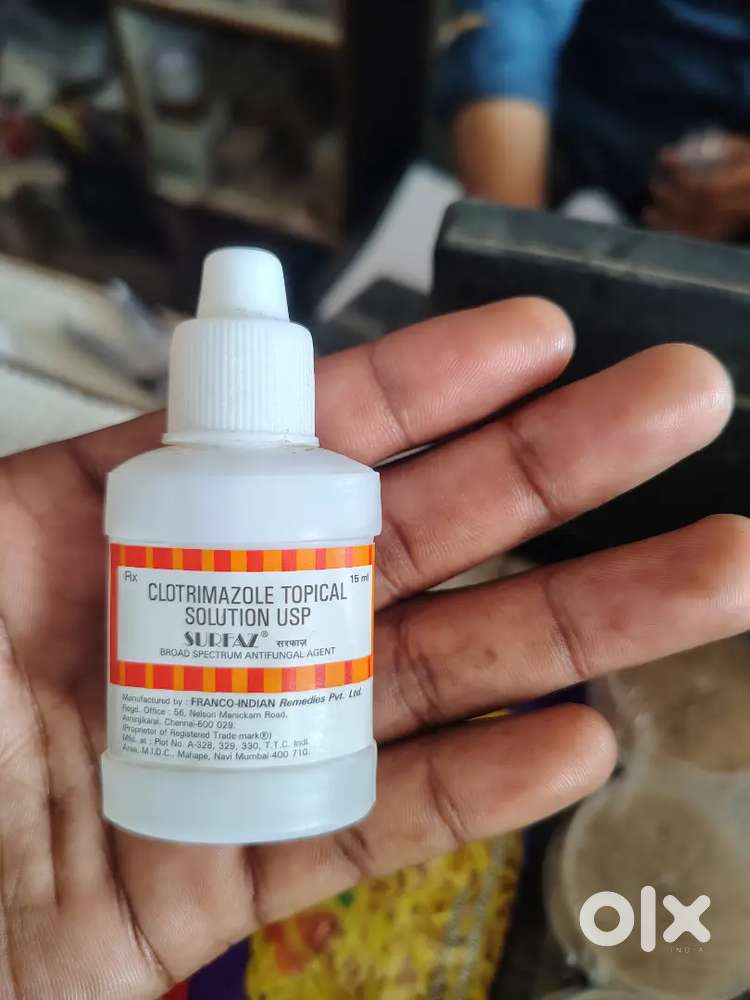 Rx
CLOTRIMAZOLE TOPICAL 15 ml
SOLUTION USP
SURFAZ® सरफाज़
BROAD SPECTRUM ANTIFUNGAL AGENT
Manufactured by : FRANCO-INDIAN Remedies Pvt. Ltd.
Regd. Office : 56, Nelson Manickam Road,
Aminjikarai, Chennai-600 029.
(Proprietor of Registered Trade mark®)
Mfd. at : Plot No. A-328, 329, 330, T.T.C. Indl.
Area, M.I.D.C., Mahape, Navi Mumbai-400 710.
olx
INDIA